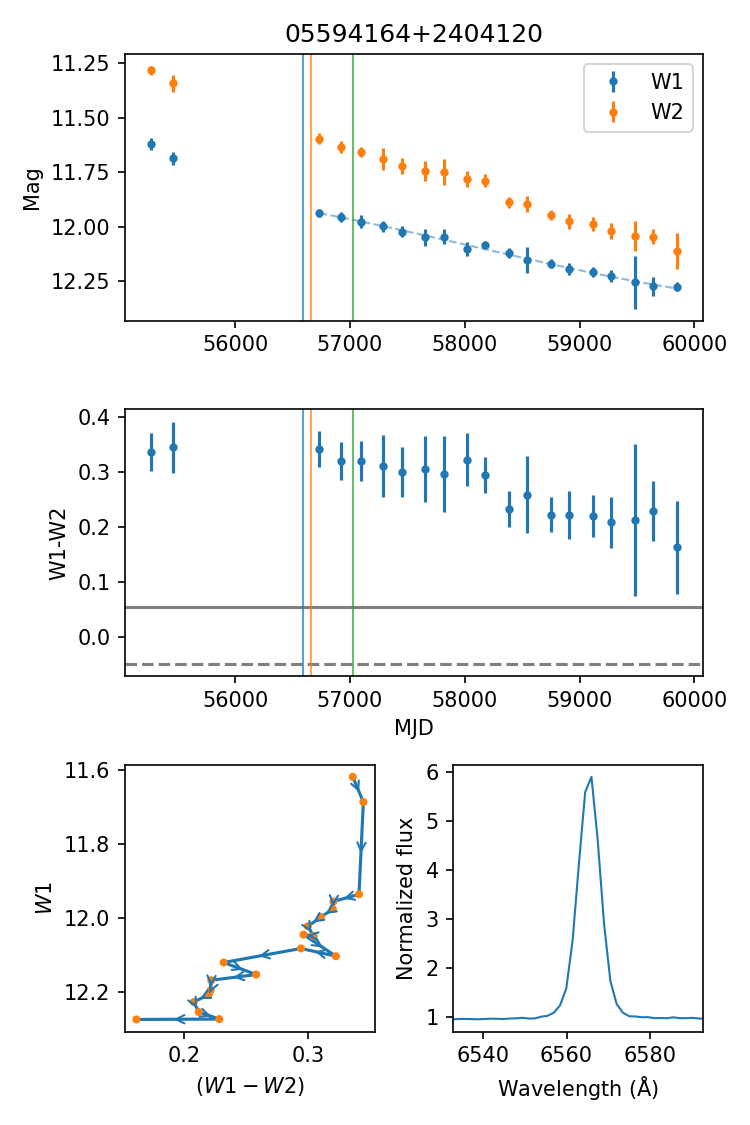 05594164+2404120
11.25
11.50
11.75
12.00
12.25
Mag
W1
W2
56000 57000 58000 59000 60000
0.4
0.3
0.2
0.1
0.0
W1-W2
56000 57000 58000 59000 60000
MJD
11.6
11.8
12.0
12.2
W1
0.2 0.3
(W1 − W2)
6
5
4
3
2
1
Normalized flux
6540 6560 6580
Wavelength (Å)